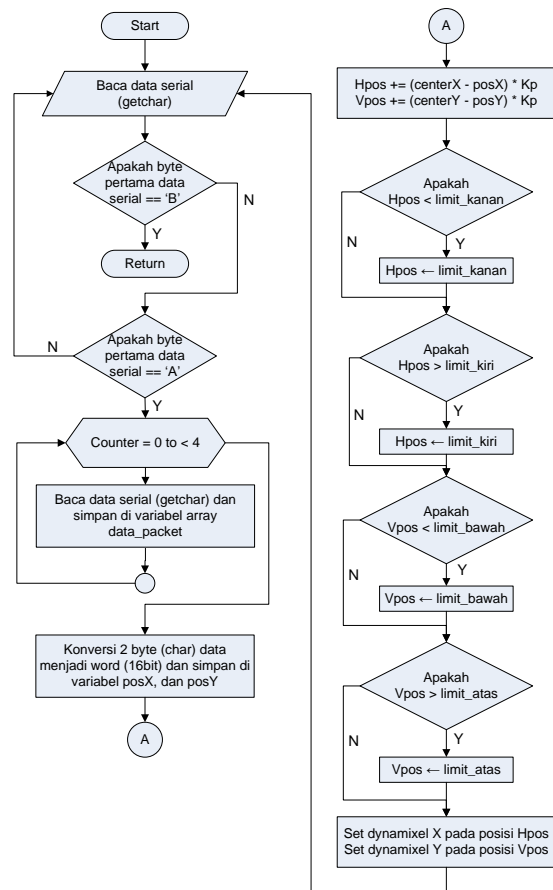 Start
Baca data serial
(getchar)
Apakah byte
pertama data
serial == ‘B’
N
Y
Return
Apakah byte
pertama data
serial == ‘A’
N
Y
Counter = 0 to < 4
Baca data serial (getchar) dan
simpan di variabel array
data_packet
Konversi 2 byte (char) data
menjadi word (16bit) dan simpan di
variabel posX, dan posY
A
A
Hpos += (centerX - posX) * Kp
Vpos += (centerY - posY) * Kp
Apakah
Hpos < limit_kanan
N
Y
Hpos ← limit_kanan
Apakah
Hpos > limit_kiri
N
Y
Hpos ← limit_kiri
Apakah
Vpos < limit_bawah
N
Y
Vpos ← limit_bawah
Apakah
Vpos > limit_atas
N
Y
Vpos ← limit_atas
Set dynamixel X pada posisi Hpos
Set dynamixel Y pada posisi Vpos